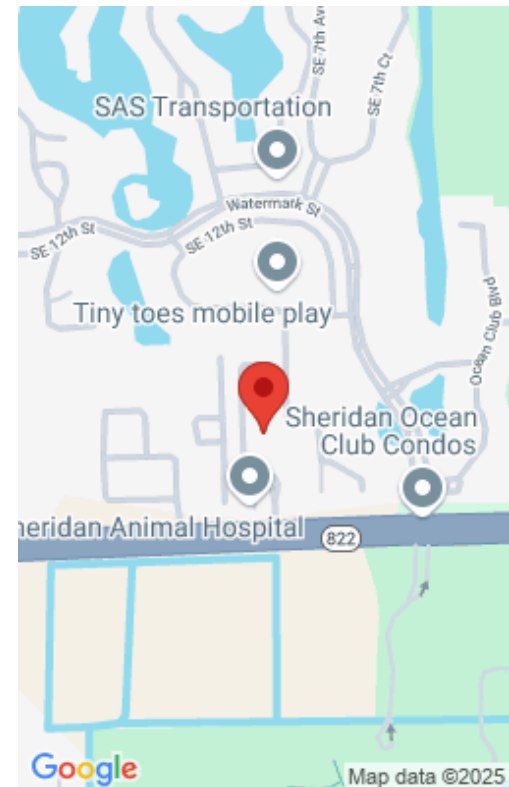 SE 7th Ave
SE 7th Ct
SAS Transportation
Watermark St
SE 12th St
SE 12th St
Tiny toes mobile play
Ocean Club Blvd
Sheridan Ocean
Club Condos
heridan Animal Hospital
822
Google
Map data ©2025